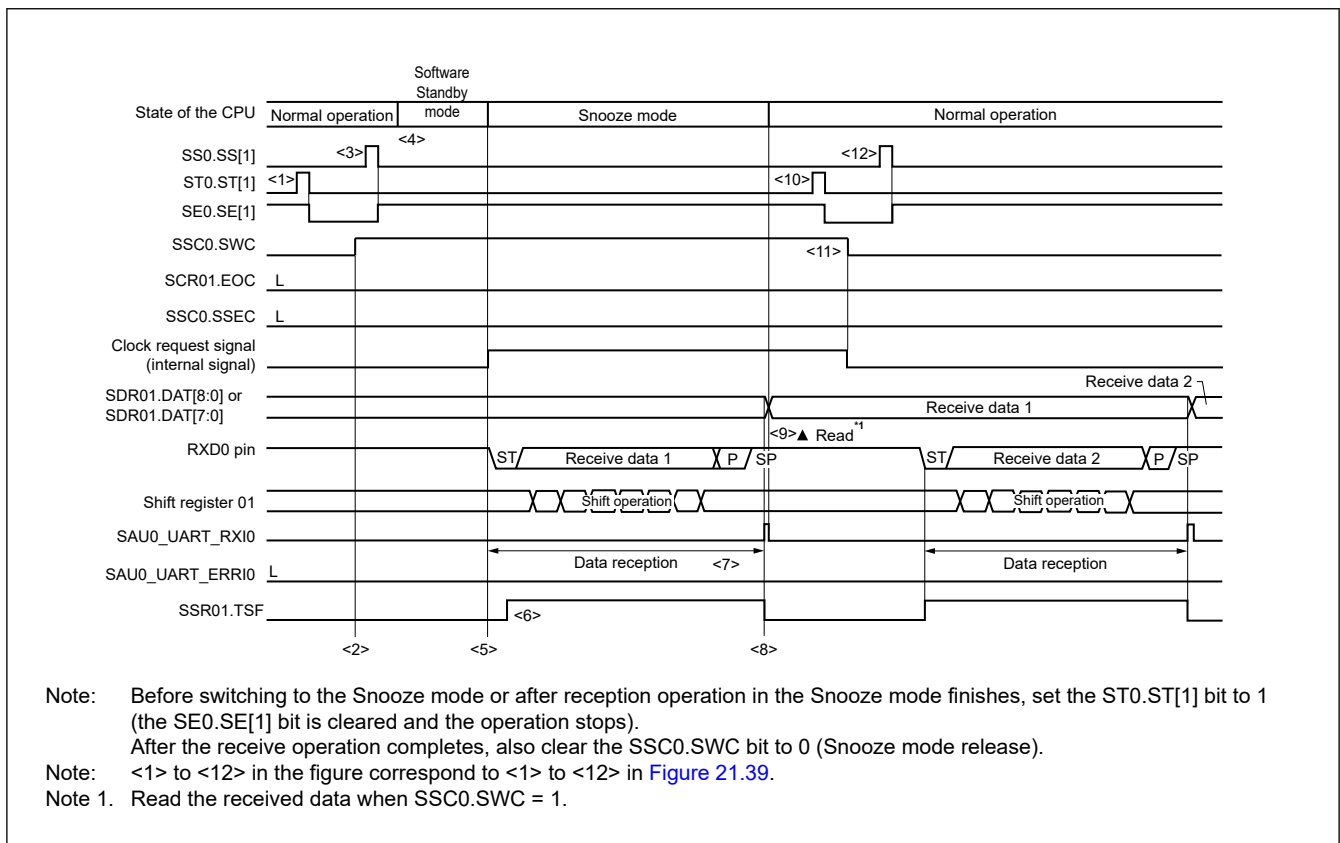 Software
Standby
mode
State of the CPU
Normal operation
Snooze mode
Normal operation
<4>
SS0.SS[1]
<3>
<12>
ST0.ST[1]
<1>
<10>
SE0.SE[1]
SSC0.SWC
<11>
SCR01.EOC L
SSC0.SSEC L
Clock request signal
(internal signal)
Receive data 2
SDR01.DAT[8:0] or
SDR01.DAT[7:0]
Receive data 1
<9>▲ Read*1
RXD0 pin
ST Receive data 1 P SP
ST Receive data 2 P SP
Shift register 01
Shift operation
Shift operation
SAU0_UART_RXI0
Data reception <7>
Data reception
SAU0_UART_ERRI0 L
SSR01.TSF
<6>
<2> <5> <8>
Note: Before switching to the Snooze mode or after reception operation in the Snooze mode finishes, set the ST0.ST[1] bit to 1
(the SE0.SE[1] bit is cleared and the operation stops).
After the receive operation completes, also clear the SSC0.SWC bit to 0 (Snooze mode release).
Note: <1> to <12> in the figure correspond to <1> to <12> in Figure 21.39.
Note 1. Read the received data when SSC0.SWC = 1.